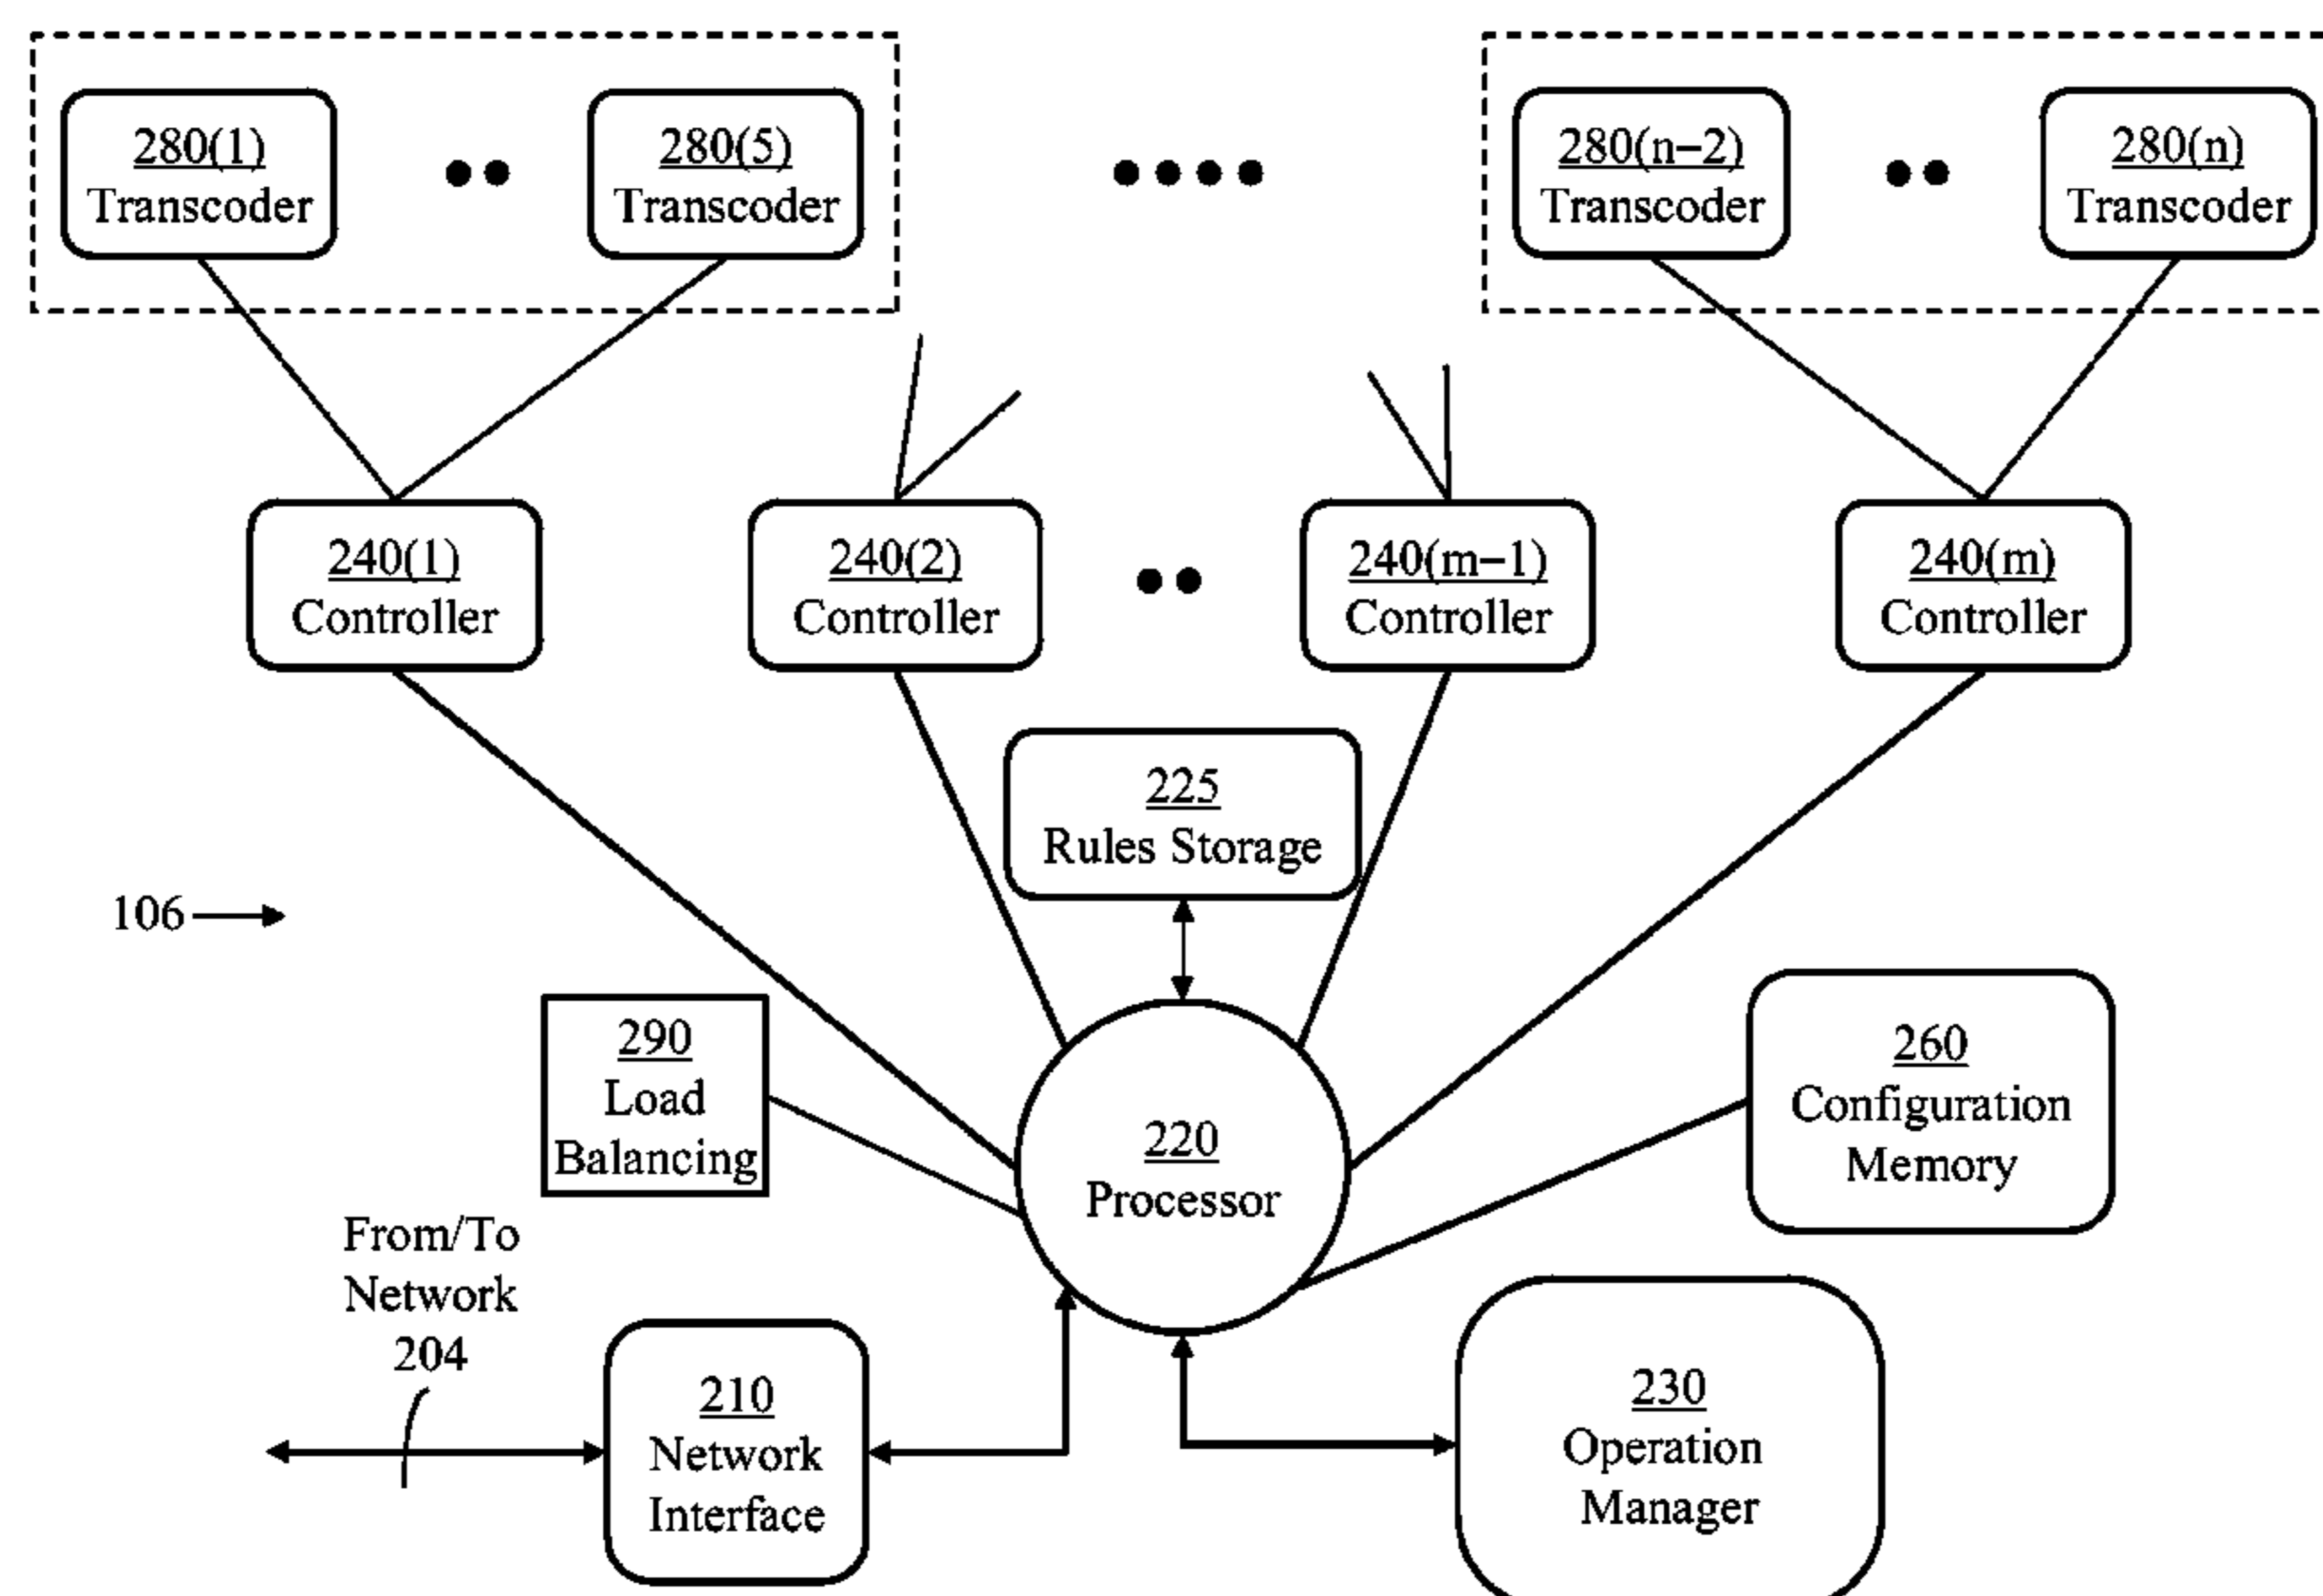 280(1)
Transcoder
280(5)
Transcoder
280(n−2)
Transcoder
280(n)
Transcoder
240(1)
Controller
240(2)
Controller
240(m−1)
Controller
240(m)
Controller
225
Rules Storage
106
290
Load
Balancing
220
Processor
260
Configuration
Memory
From/To
Network
204
210
Network
Interface
230
Operation
Manager